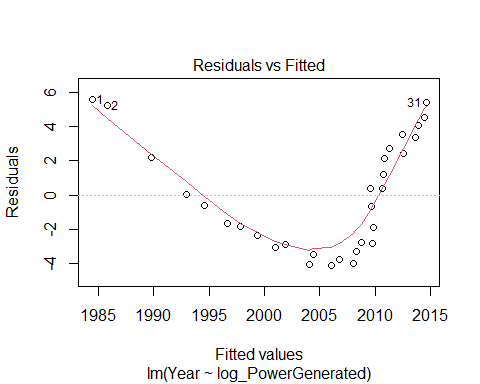 Residuals vs Fitted
Residuals
6
4
2
0
-2
-4
1
2
31
1985 1990 1995 2000 2005 2010 2015
Fitted values
lm(Year ~ log_PowerGenerated)